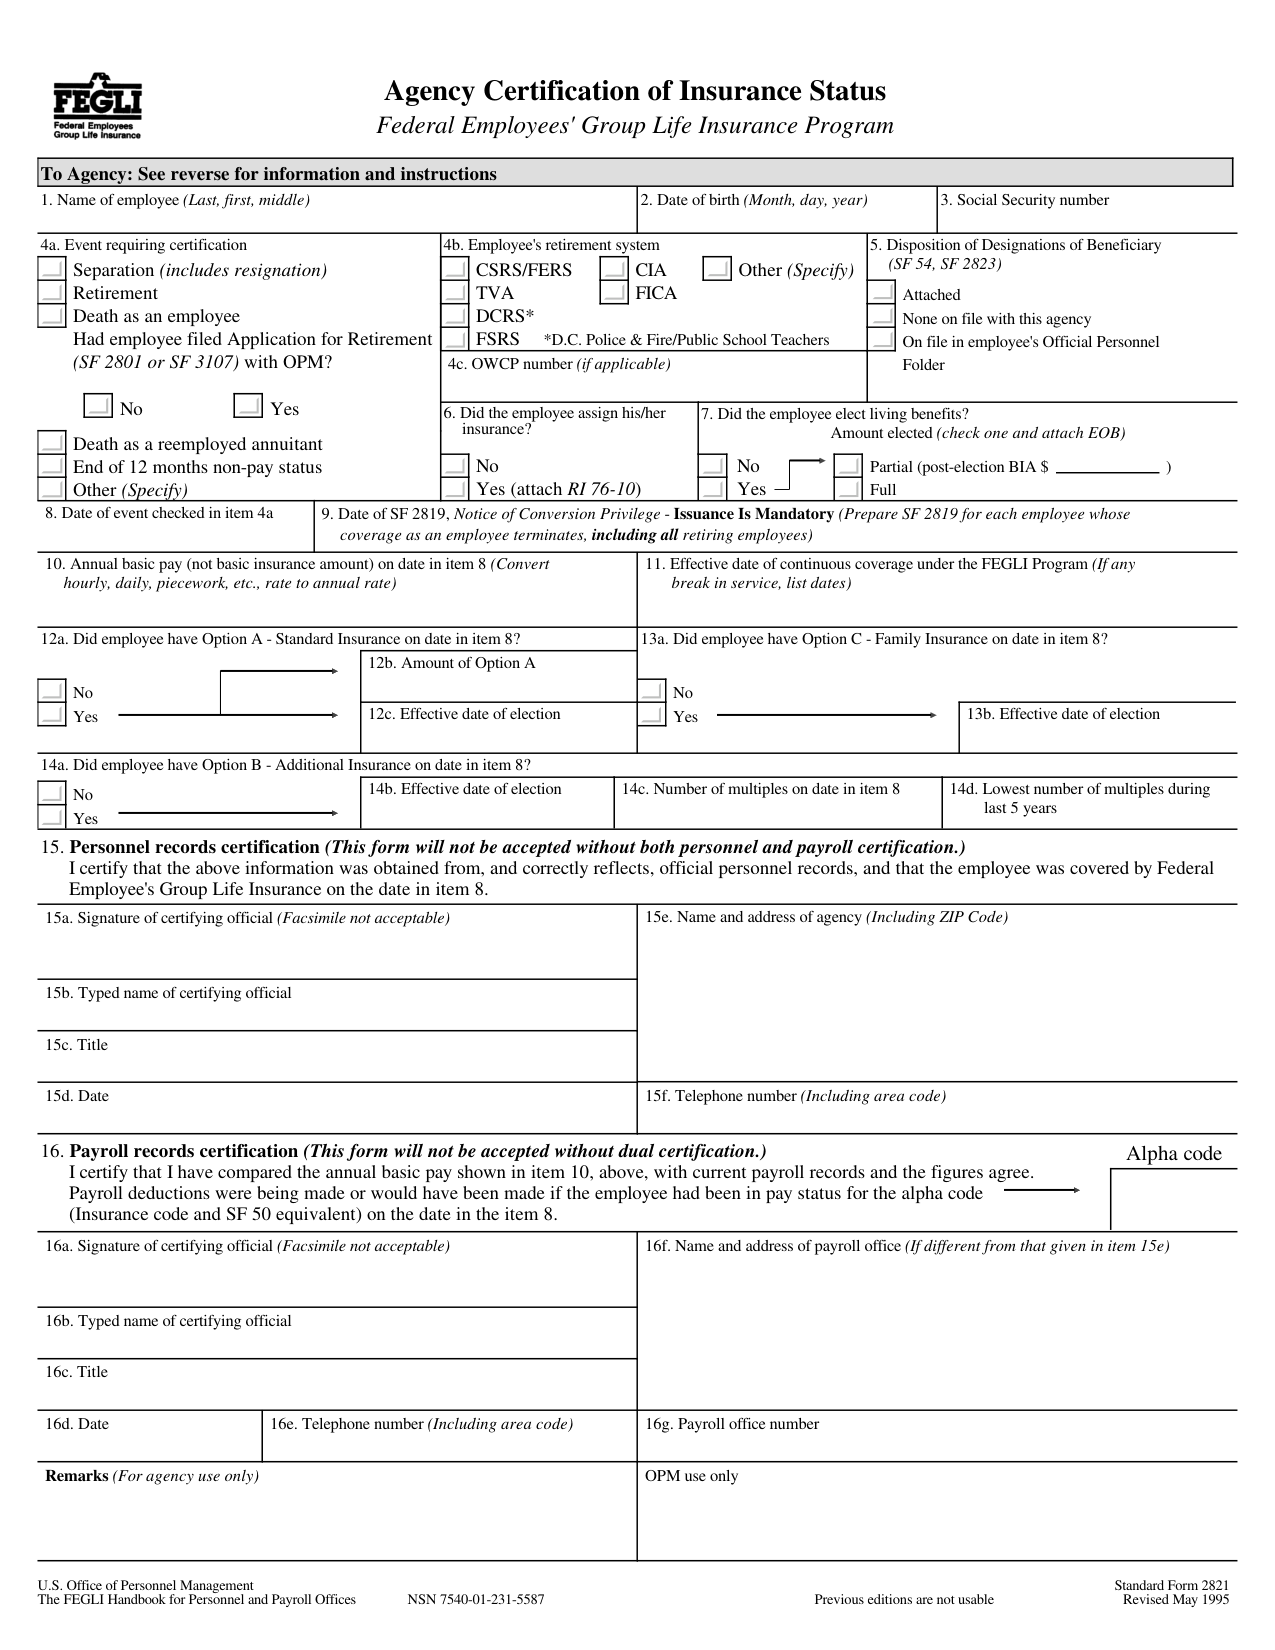 FEGLI
Federal Employees
Group Life Insurance
Agency Certification of Insurance Status
Federal Employees' Group Life Insurance Program
To Agency: See reverse for information and instructions
1. Name of employee (Last, first, middle)
2. Date of birth (Month, day, year)
3. Social Security number
4a. Event requiring certification
Separation (includes resignation)
Retirement
Death as an employee
Had employee filed Application for Retirement
(SF 2801 or SF 3107) with OPM?
No
Yes
Death as a reemployed annuitant
End of 12 months non-pay status
Other (Specify)
4b. Employee's retirement system
CSRS/FERS
CIA
Other (Specify)
TVA
FICA
DCRS*
FSRS
*D.C. Police & Fire/Public School Teachers
4c. OWCP number (if applicable)
5. Disposition of Designations of Beneficiary
(SF 54, SF 2823)
Attached
None on file with this agency
On file in employee's Official Personnel
Folder
6. Did the employee assign his/her
insurance?
No
Yes (attach RI 76-10)
7. Did the employee elect living benefits?
Amount elected (check one and attach EOB)
No
Yes
Partial (post-election BIA $ )
Full
8. Date of event checked in item 4a
9. Date of SF 2819, Notice of Conversion Privilege - Issuance Is Mandatory (Prepare SF 2819 for each employee whose
coverage as an employee terminates, including all retiring employees)
10. Annual basic pay (not basic insurance amount) on date in item 8 (Convert
hourly, daily, piecework, etc., rate to annual rate)
11. Effective date of continuous coverage under the FEGLI Program (If any
break in service, list dates)
12a. Did employee have Option A - Standard Insurance on date in item 8?
No
Yes
12b. Amount of Option A
12c. Effective date of election
13a. Did employee have Option C - Family Insurance on date in item 8?
No
Yes
13b. Effective date of election
14a. Did employee have Option B - Additional Insurance on date in item 8?
No
Yes
14b. Effective date of election
14c. Number of multiples on date in item 8
14d. Lowest number of multiples during
last 5 years
15. Personnel records certification (This form will not be accepted without both personnel and payroll certification.)
I certify that the above information was obtained from, and correctly reflects, official personnel records, and that the employee was covered by Federal
Employee's Group Life Insurance on the date in item 8.
15a. Signature of certifying official (Facsimile not acceptable)
15b. Typed name of certifying official
15c. Title
15d. Date
15e. Name and address of agency (Including ZIP Code)
15f. Telephone number (Including area code)
16. Payroll records certification (This form will not be accepted without dual certification.)
I certify that I have compared the annual basic pay shown in item 10, above, with current payroll records and the figures agree.
Payroll deductions were being made or would have been made if the employee had been in pay status for the alpha code
(Insurance code and SF 50 equivalent) on the date in the item 8.
Alpha code
16a. Signature of certifying official (Facsimile not acceptable)
16b. Typed name of certifying official
16c. Title
16d. Date
16e. Telephone number (Including area code)
16f. Name and address of payroll office (If different from that given in item 15e)
16g. Payroll office number
Remarks (For agency use only)
OPM use only
U.S. Office of Personnel Management
The FEGLI Handbook for Personnel and Payroll Offices
NSN 7540-01-231-5587
Previous editions are not usable
Standard Form 2821
Revised May 1995